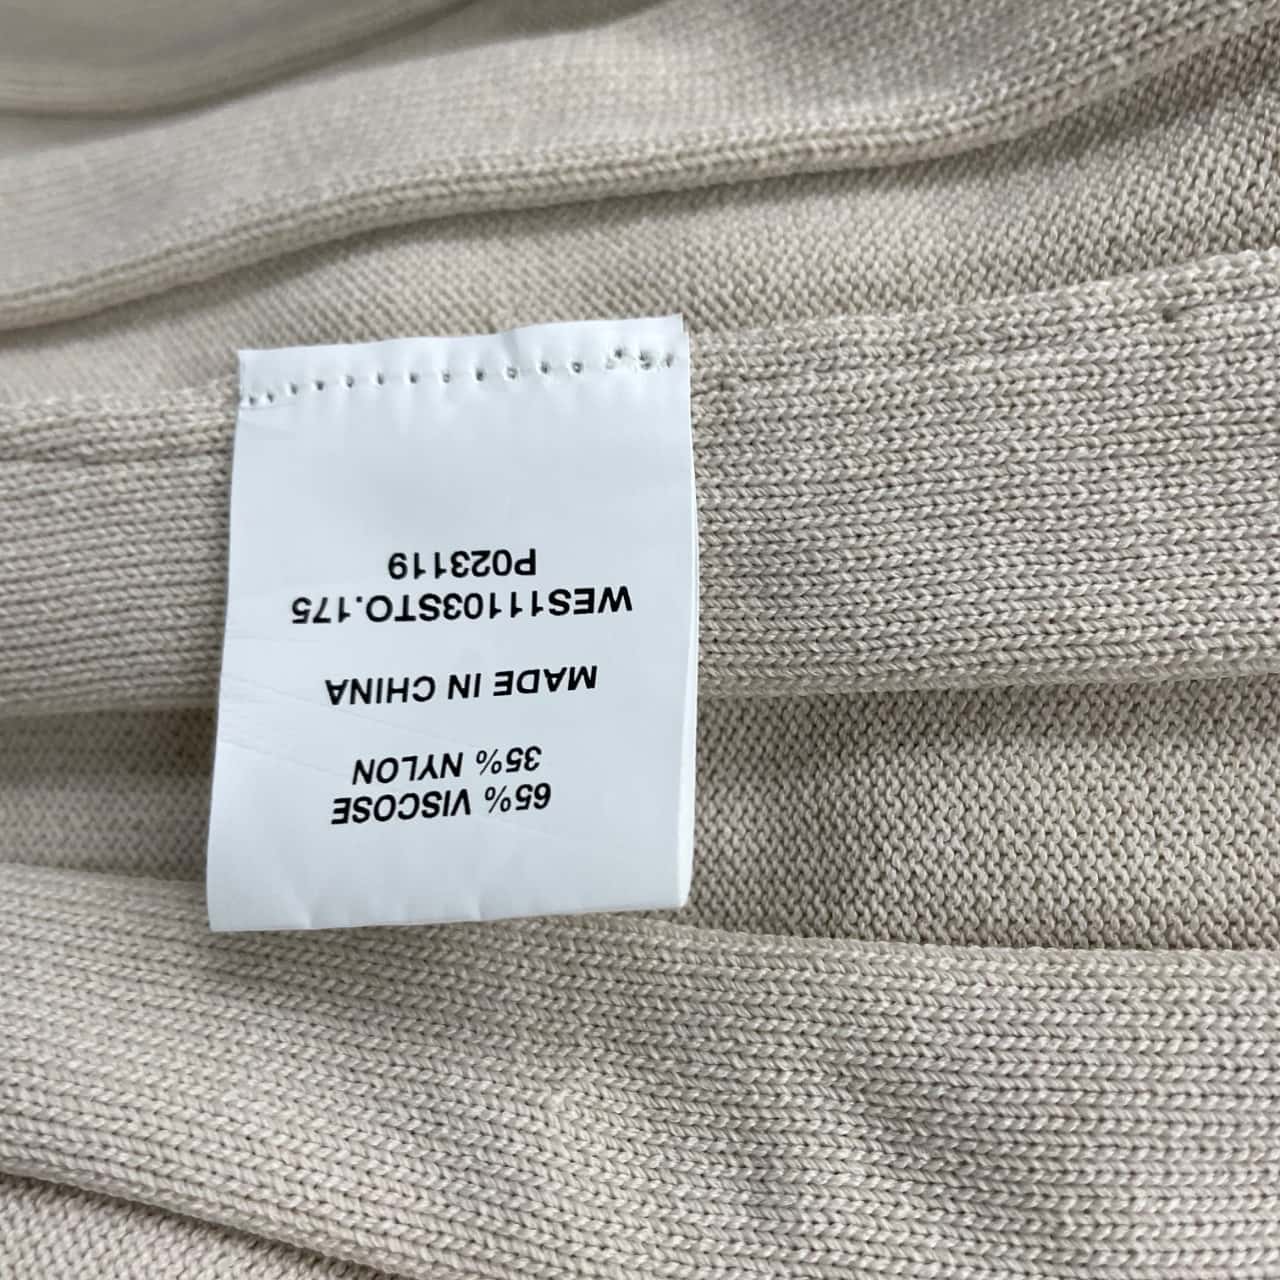 65% VISCOSE
35% NYLON
MADE IN CHINA
WES11103STO.175
P023119